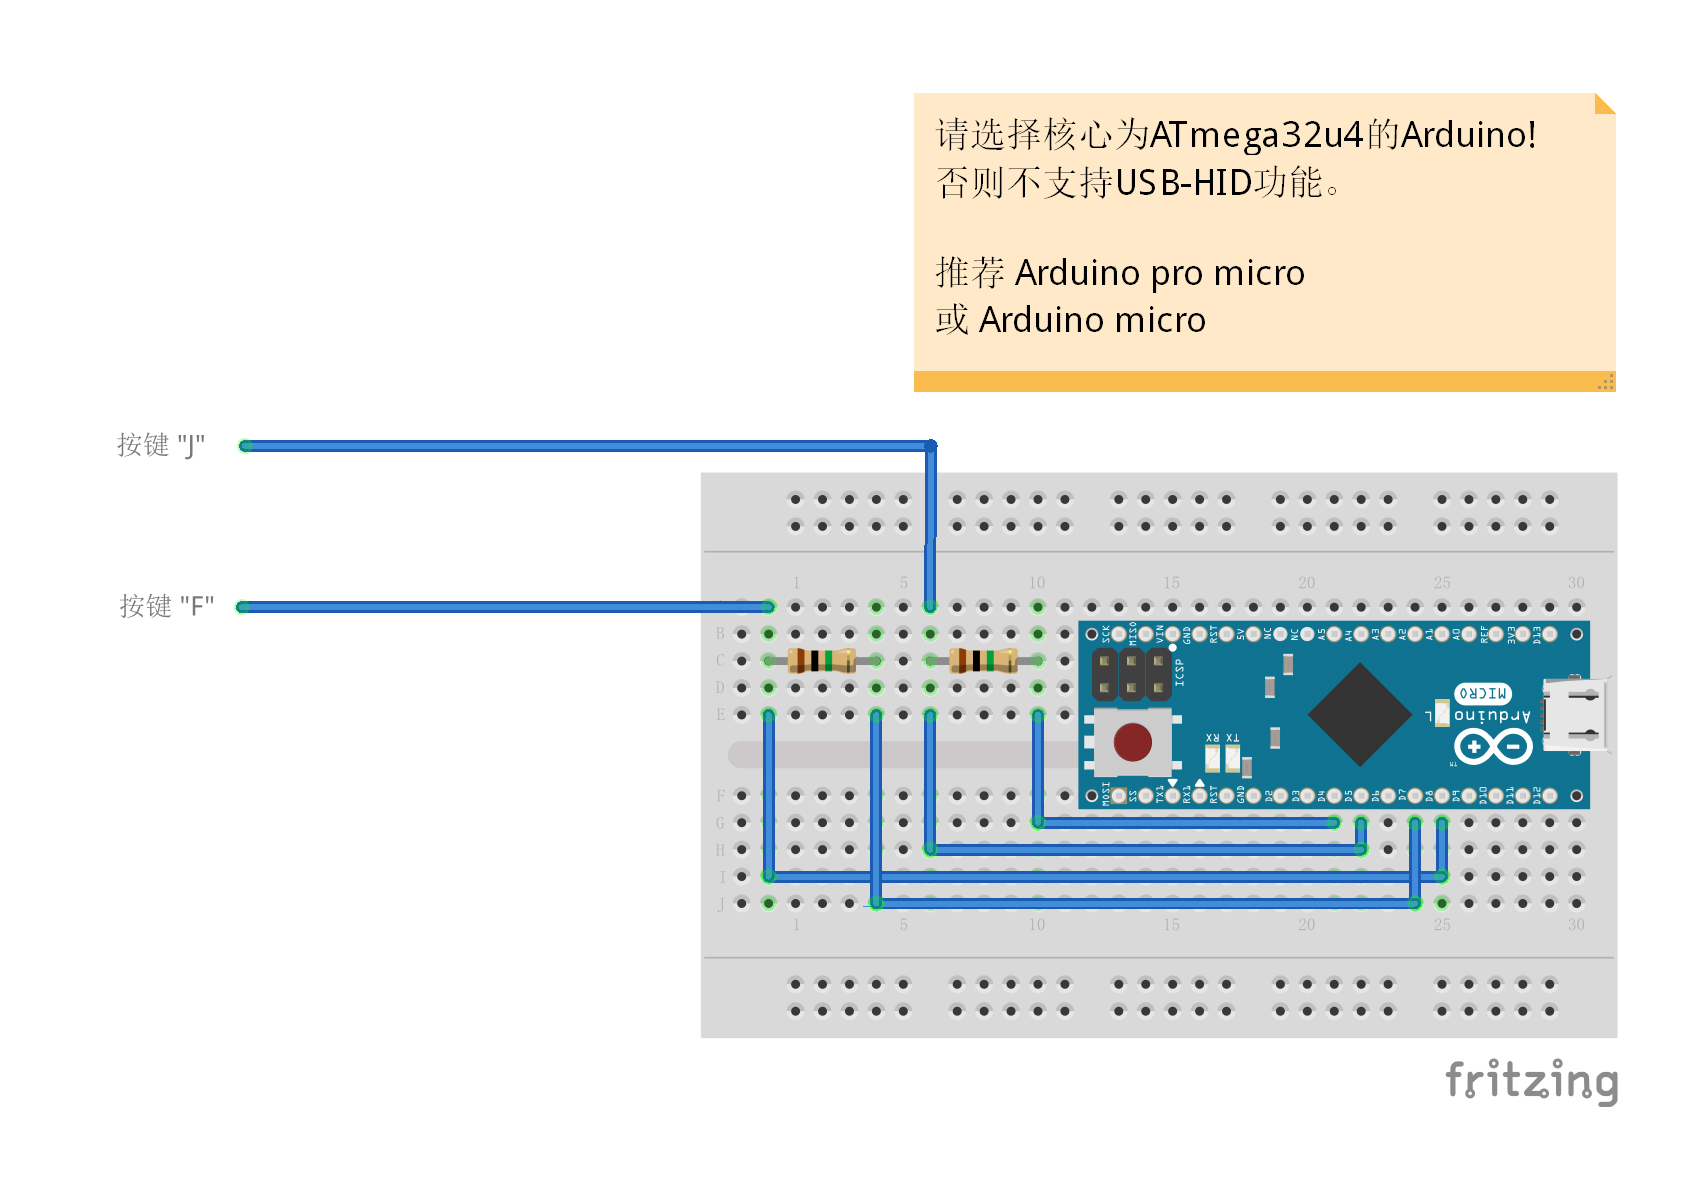 请选择核心为ATmega32u4的Arduino!
否则不支持USB-HID功能。
推荐 Arduino pro micro
或 Arduino micro
按键 "J"
按键 "F"
1 5 10 15 20 25 30
B
C
D
E
F
G
H
I
J
1 5 10 15 20 25 30
SCK MISO VIN GND RST 5V NC NC A5 A4 A3 A2 A1 A0 REF 3V3 D13
ICSP
MICRO
Arduino
L
RX TX
TM
MOSI SS TX1 RX1 RST GND D2 D3 D4 D5 D6 D7 D8 D9 D10 D11 D12
fritzing